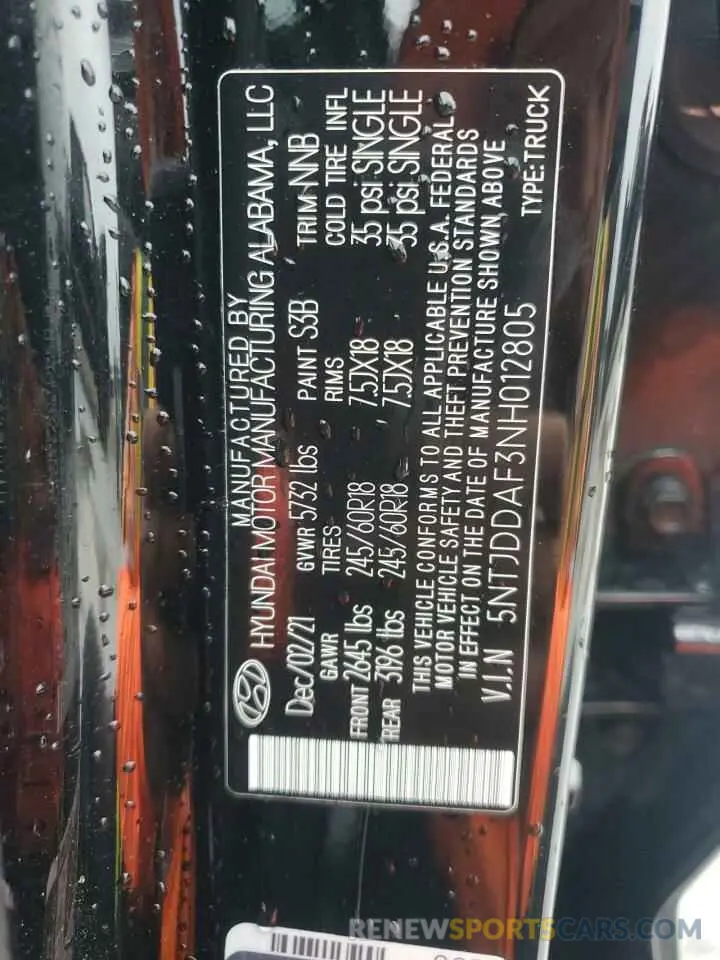 MANUFACTURED BY
HYUNDAI MOTOR MANUFACTURING ALABAMA, LLC
Dec/02/21 GVWR 5732 lbs PAINT S3B TRIM NNB
GAWR TIRES RIMS COLD TIRE INFL
FRONT 2645 lbs 245/60R18 7.5JX18 35 psi SINGLE
REAR 3196 lbs 245/60R18 7.5JX18 35 psi SINGLE
THIS VEHICLE CONFORMS TO ALL APPLICABLE U.S.A. FEDERAL
MOTOR VEHICLE SAFETY AND THEFT PREVENTION STANDARDS
IN EFFECT ON THE DATE OF MANUFACTURE SHOWN ABOVE
V.I.N 5NTJDDAF3NH012805 TYPE:TRUCK
RENEWSPORTSCARS.COM